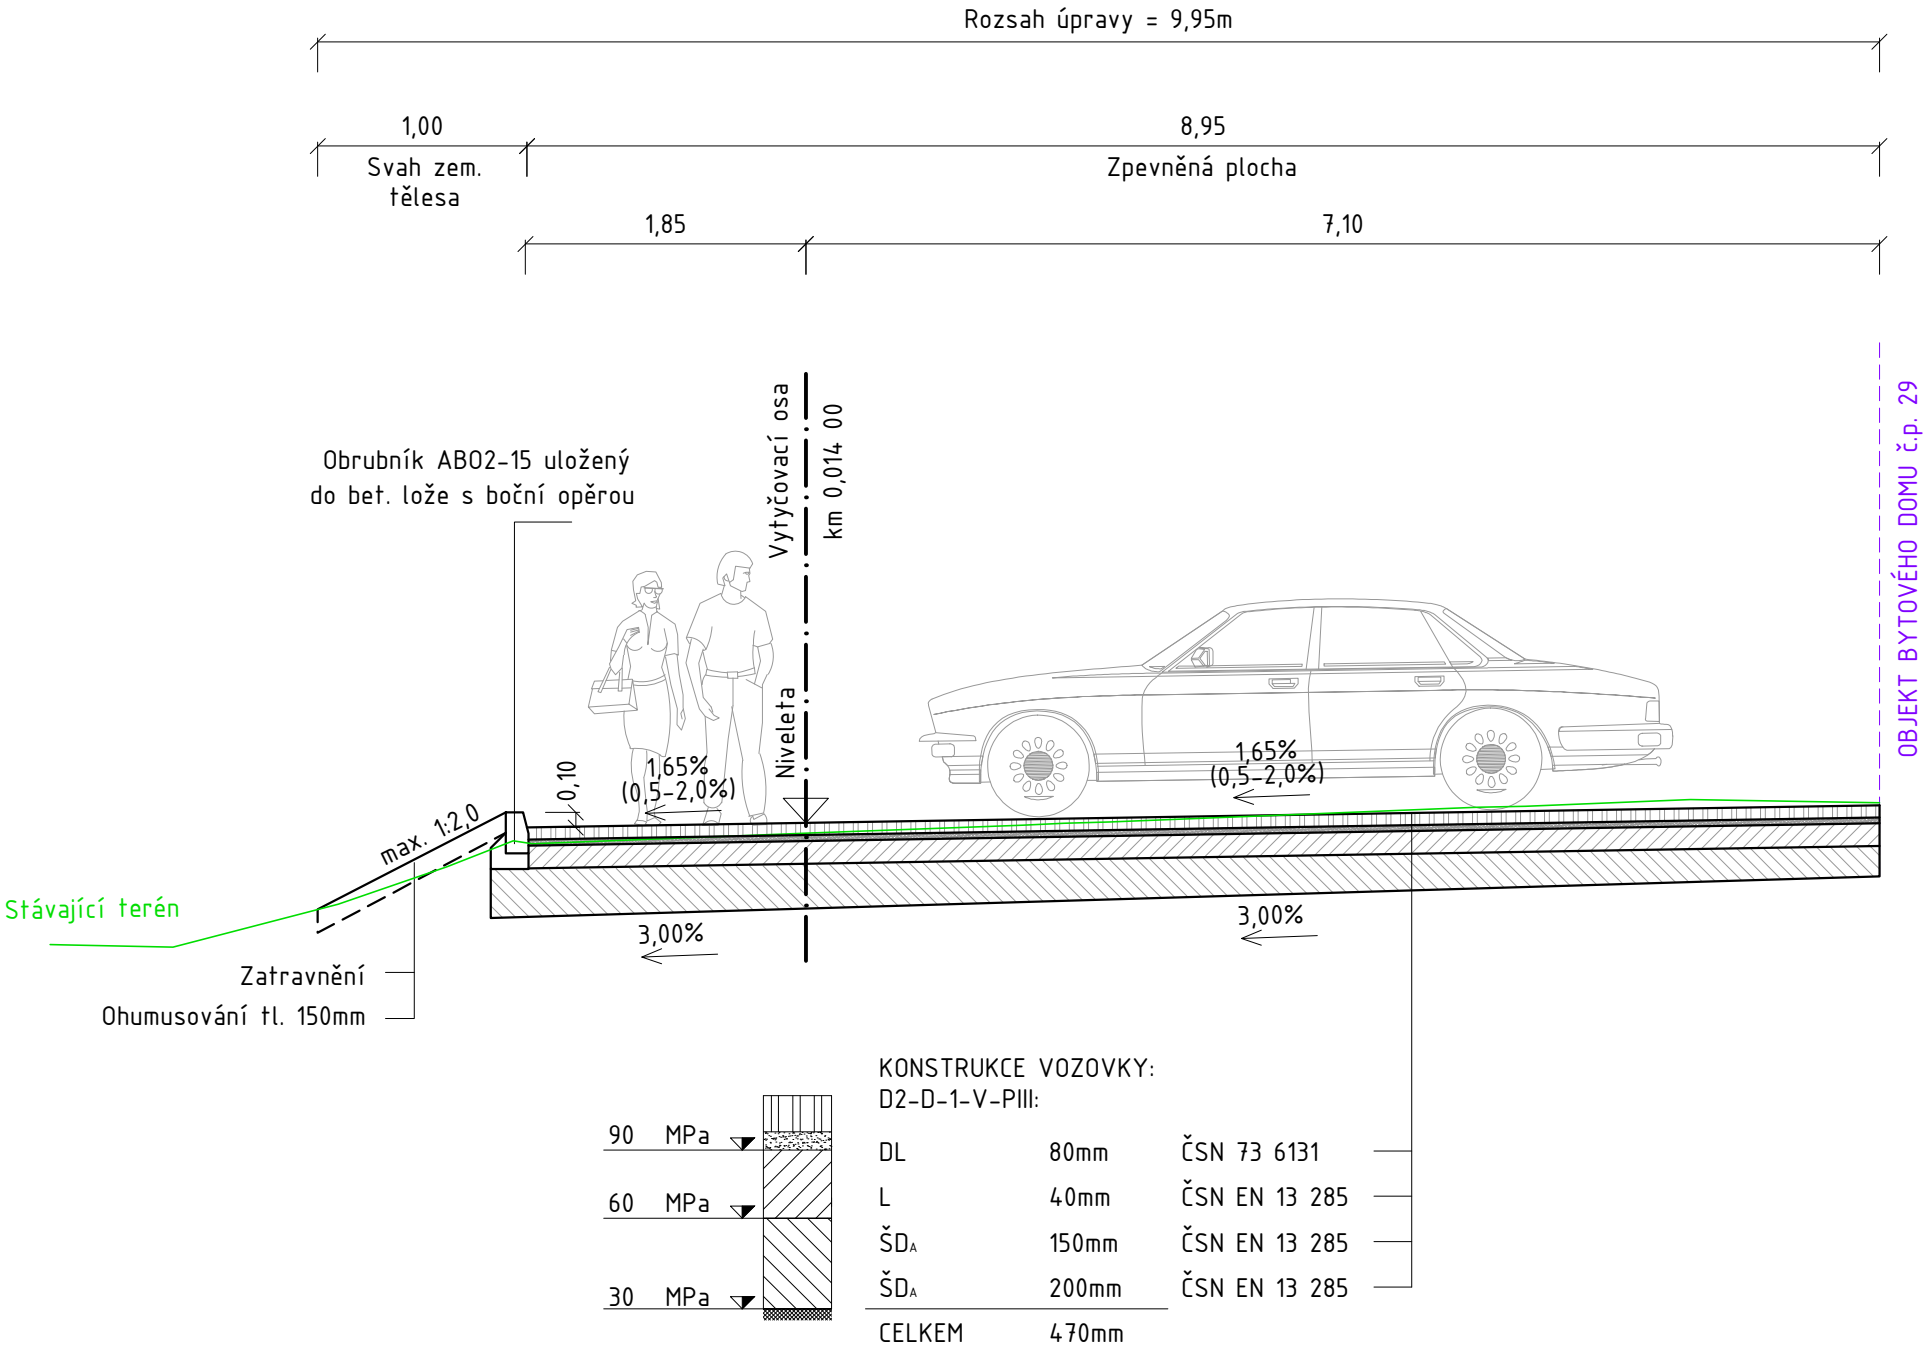 Rozsah úpravy = 9,95m
1,00
8,95
Svah zem.
tělesa
Zpevněná plocha
1,85
7,10
Vytyčovací osa
km 0,014 00
Niveleta
OBJEKT BYTOVÉHO DOMU č.p. 29
Obrubník ABO2-15 uložený
do bet. lože s boční opěrou
0,10
1,65%
(0,5-2,0%)
1,65%
(0,5-2,0%)
max. 1:2,0
Stávající terén
3,00%
3,00%
Zatravnění
Ohumusování tl. 150mm
KONSTRUKCE VOZOVKY:
D2-D-1-V-PIII:
90 MPa
60 MPa
30 MPa
DL 80mm ČSN 73 6131
L 40mm ČSN EN 13 285
ŠDA 150mm ČSN EN 13 285
ŠDA 200mm ČSN EN 13 285
CELKEM 470mm